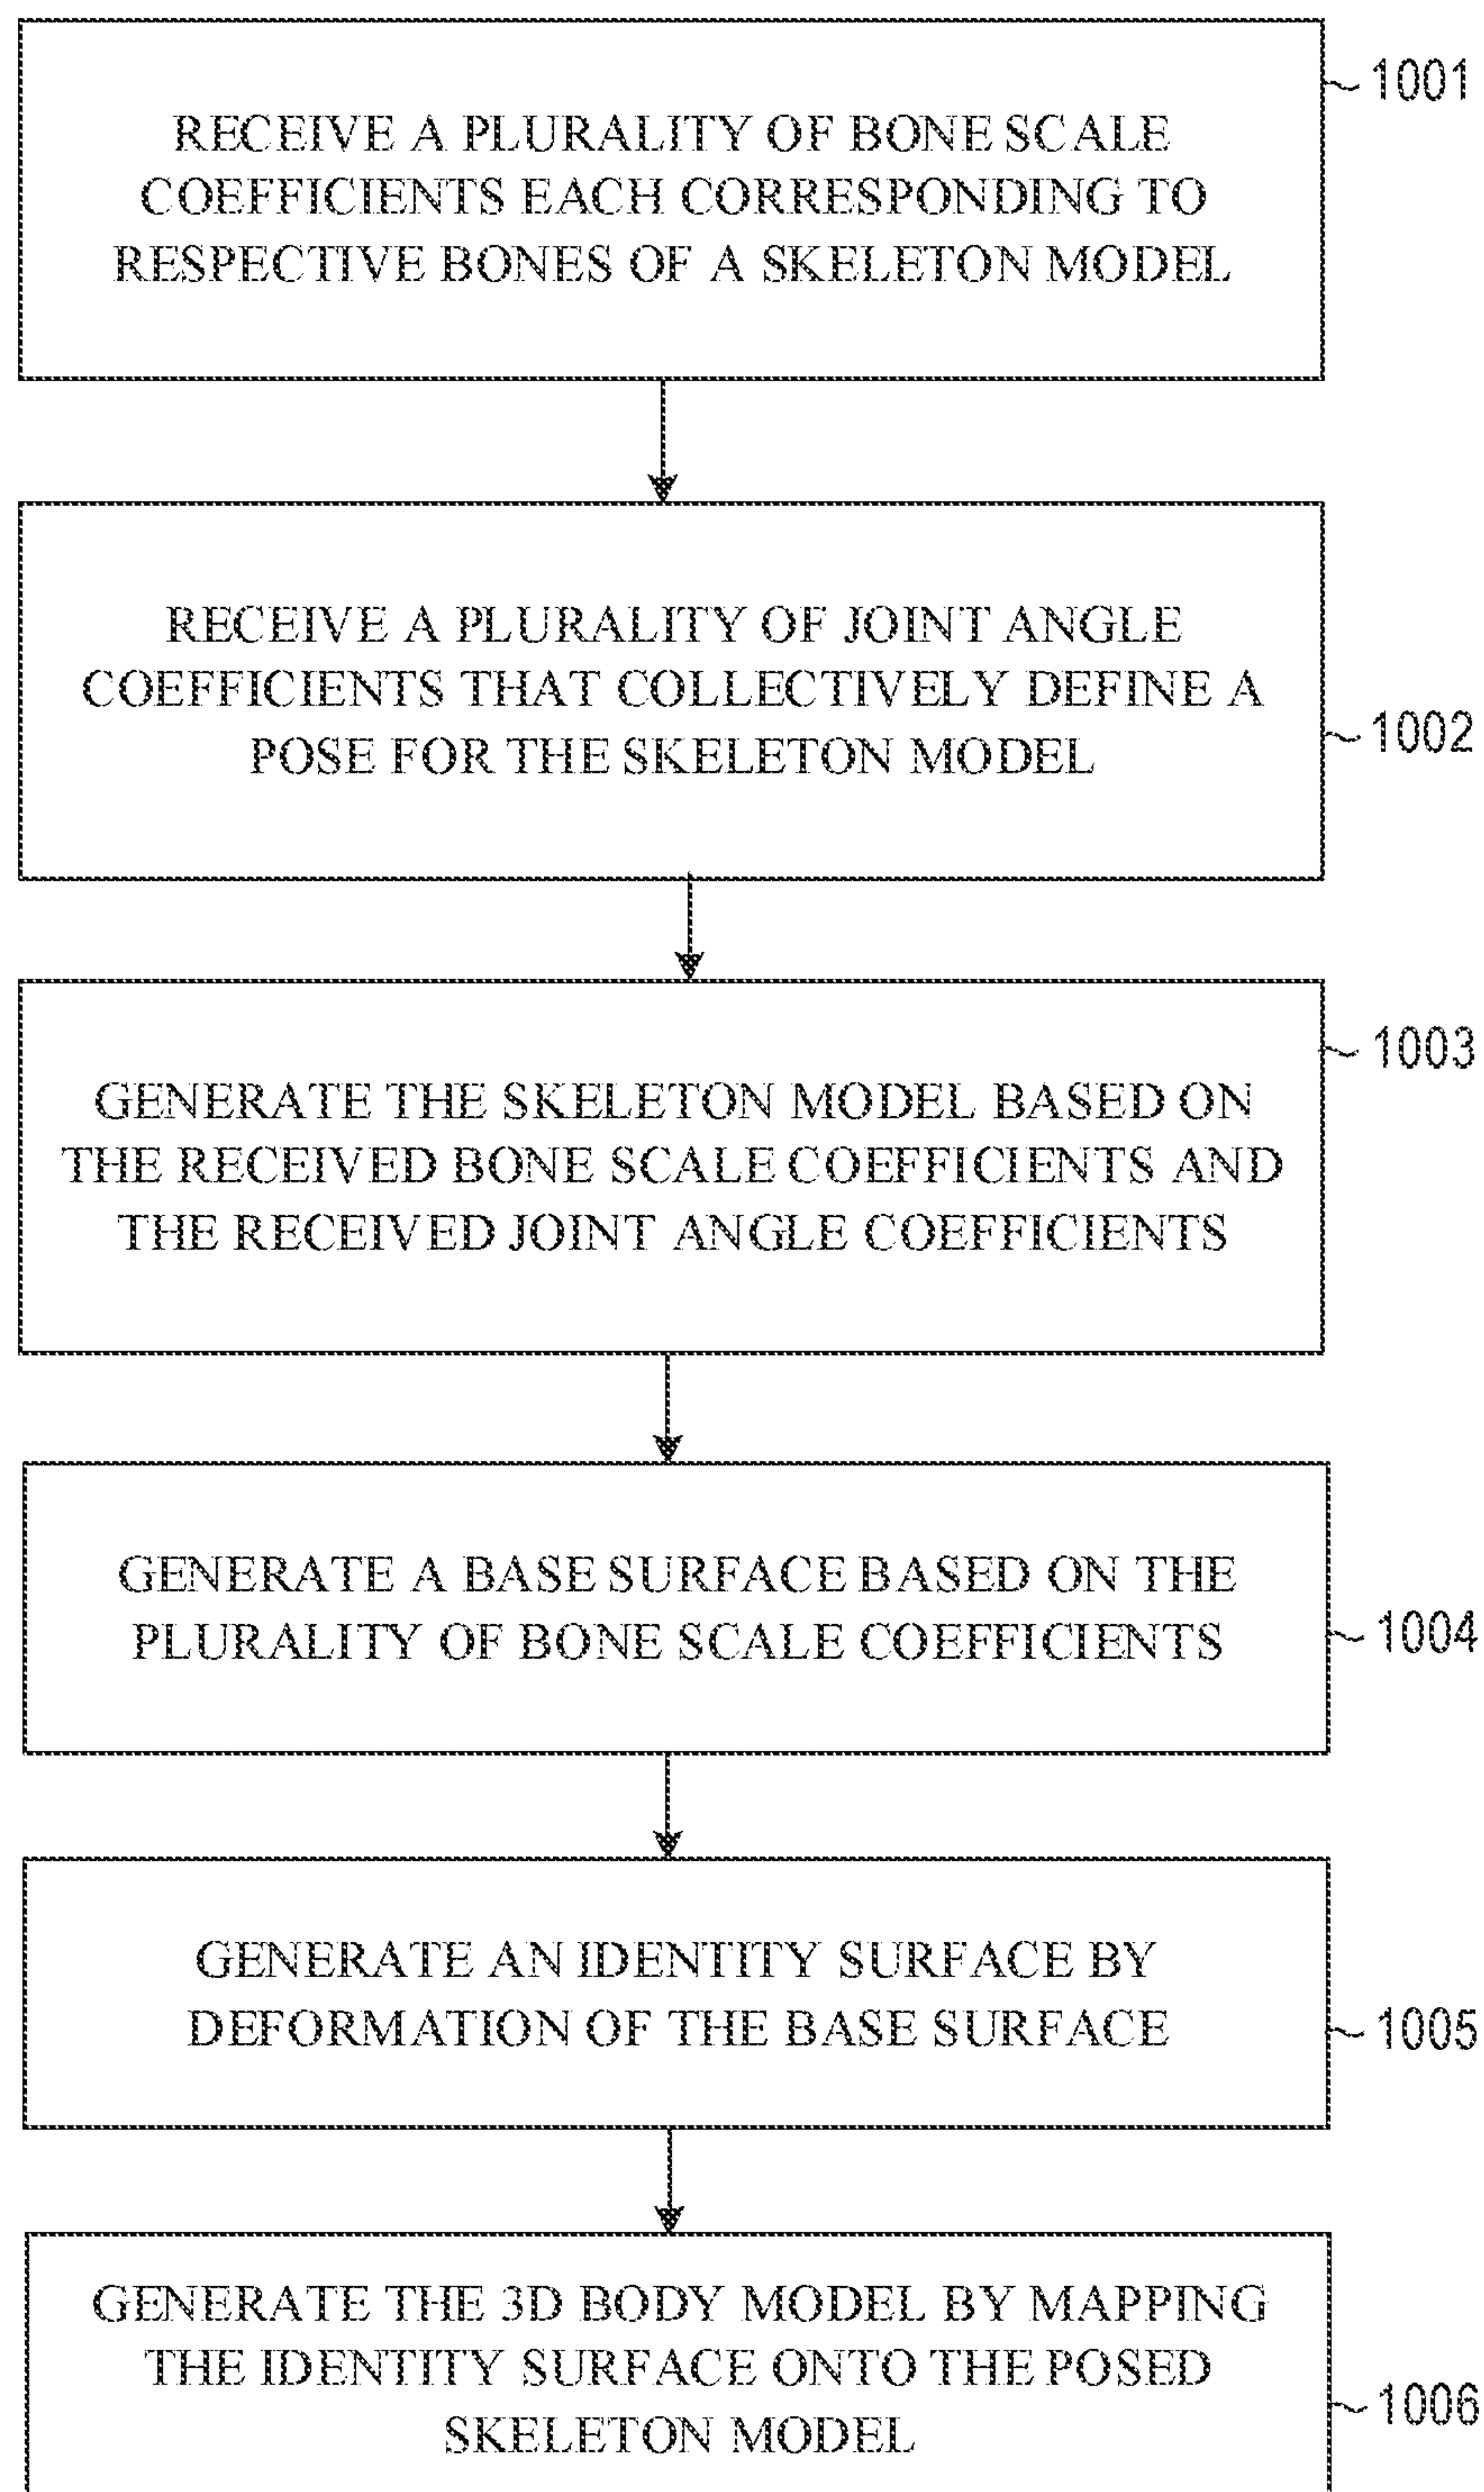 RECEIVE A PLURALITY OF BONE SCALE
COEFFICIENTS EACH CORRESPONDING TO
RESPECTIVE BONES OF A SKELETON MODEL
1001
RECEIVE A PLURALITY OF JOINT ANGLE
COEFFICIENTS THAT COLLECTIVELY DEFINE A
POSE FOR THE SKELETON MODEL
1002
GENERATE THE SKELETON MODEL BASED ON
THE RECEIVED BONE SCALE COEFFICIENTS AND
THE RECEIVED JOINT ANGLE COEFFICIENTS
1003
GENERATE A BASE SURFACE BASED ON THE
PLURALITY OF BONE SCALE COEFFICIENTS
1004
GENERATE AN IDENTITY SURFACE BY
DEFORMATION OF THE BASE SURFACE
1005
GENERATE THE 3D BODY MODEL BY MAPPING
THE IDENTITY SURFACE ONTO THE POSED
SKELETON MODEL
1006